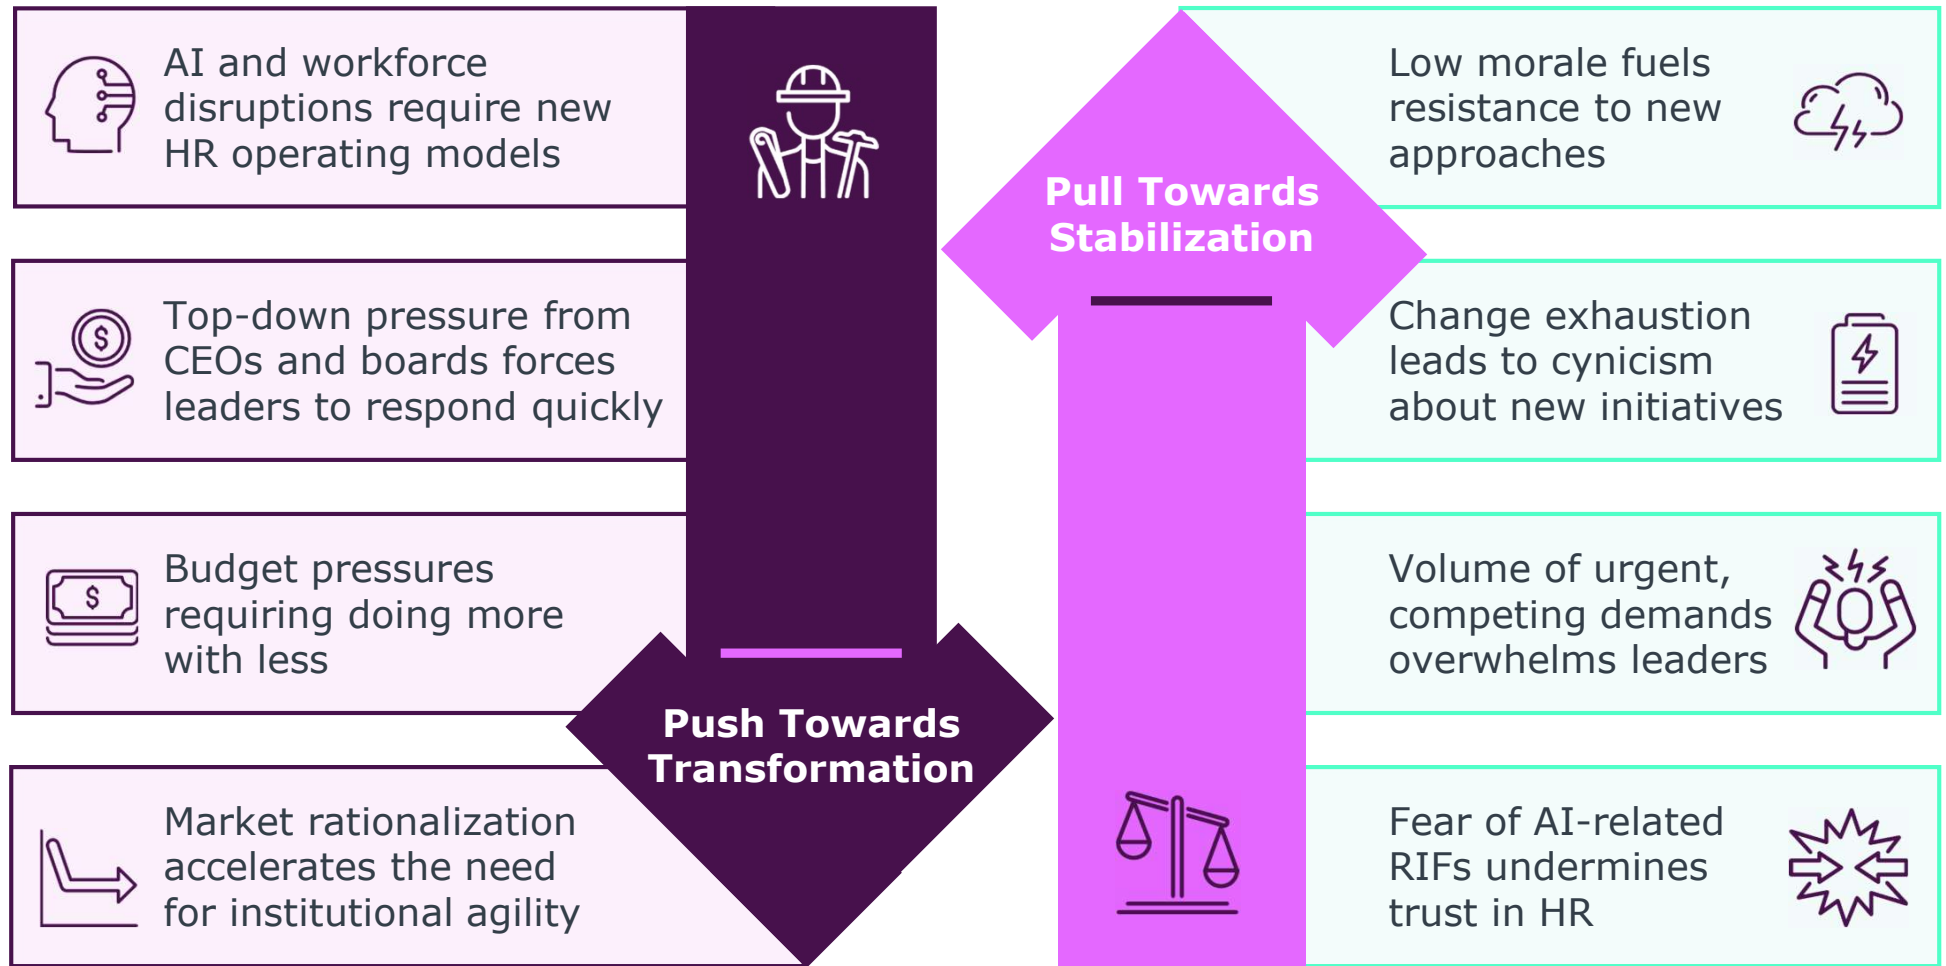 AI and workforce
disruptions require new
HR operating models
Top-down pressure from
CEOs and boards forces
leaders to respond quickly
Budget pressures
requiring doing more
with less
Market rationalization
accelerates the need
for institutional agility
Push Towards
Transformation
Pull Towards
Stabilization
Low morale fuels
resistance to new
approaches
Change exhaustion
leads to cynicism
about new initiatives
Volume of urgent,
competing demands
overwhelms leaders
Fear of AI-related
RIFs undermines
trust in HR